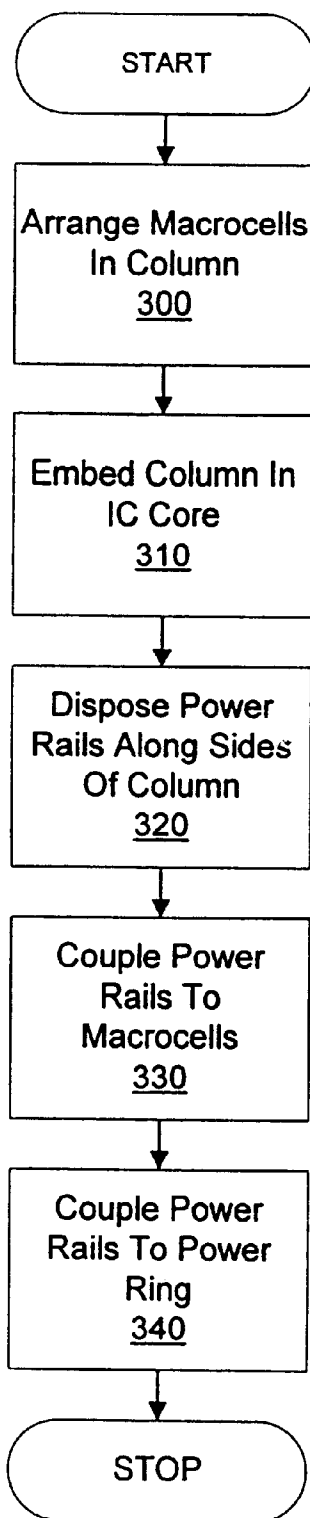 START
Arrange Macrocells
In Column
300
Embed Column In
IC Core
310
Dispose Power
Rails Along Sides
Of Column
320
Couple Power
Rails To
Macrocells
330
Couple Power
Rails To Power
Ring
340
STOP